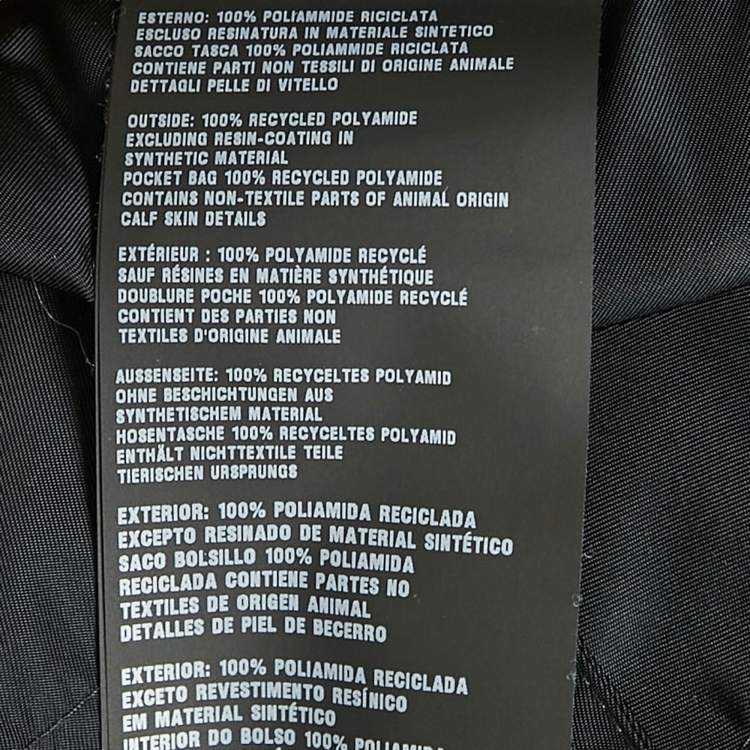 ESTERNO: 100% POLIAMMIDE RICICLATA
ESCLUSO RESINATURA IN MATERIALE SINTETICO
SACCO TASCA 100% POLIAMMIDE RICICLATA
CONTIENE PARTI NON TESSILI DI ORIGINE ANIMALE
DETTAGLI PELLE DI VITELLO
OUTSIDE: 100% RECYCLED POLYAMIDE
EXCLUDING RESIN-COATING IN
SYNTHETIC MATERIAL
POCKET BAG 100% RECYCLED POLYAMIDE
CONTAINS NON-TEXTILE PARTS OF ANIMAL ORIGIN
CALF SKIN DETAILS
EXTÉRIEUR : 100% POLYAMIDE RECYCLÉ
SAUF RÉSINES EN MATIÈRE SYNTHÉTIQUE
DOUBLURE POCHE 100% POLYAMIDE RECYCLÉ
CONTIENT DES PARTIES NON
TEXTILES D'ORIGINE ANIMALE
AUSSENSEITE: 100% RECYCELTES POLYAMID
OHNE BESCHICHTUNGEN AUS
SYNTHETISCHEM MATERIAL
HOSENTASCHE 100% RECYCELTES POLYAMID
ENTHÄLT NICHTTEXTILE TEILE
TIERISCHEN URSPRUNGS
EXTERIOR: 100% POLIAMIDA RECICLADA
EXCEPTO RESINADO DE MATERIAL SINTÉTICO
SACO BOLSILLO 100% POLIAMIDA
RECICLADA CONTIENE PARTES NO
TEXTILES DE ORIGEN ANIMAL
DETALLES DE PIEL DE BECERRO
EXTERIOR: 100% POLIAMIDA RECICLADA
EXCETO REVESTIMENTO RESÍNICO
EM MATERIAL SINTÉTICO
INTERIOR DO BOLSO 100% POLIAMIDA